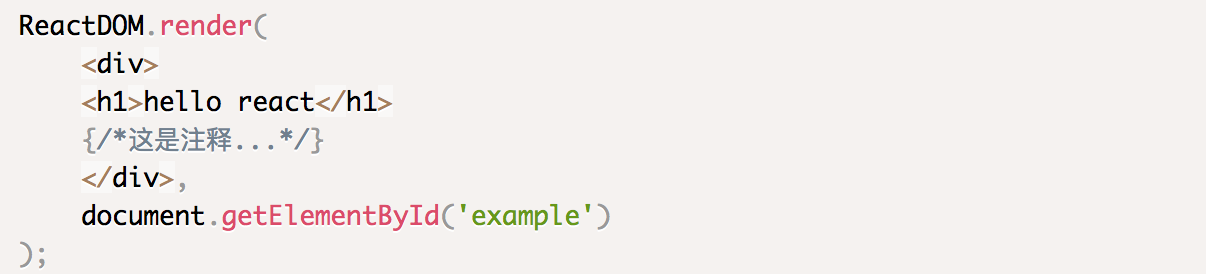 ReactDOM.render(
    <div>
    <h1>hello react</h1>
    {/*这是注释...*/}
    </div>,
    document.getElementById('example')
);